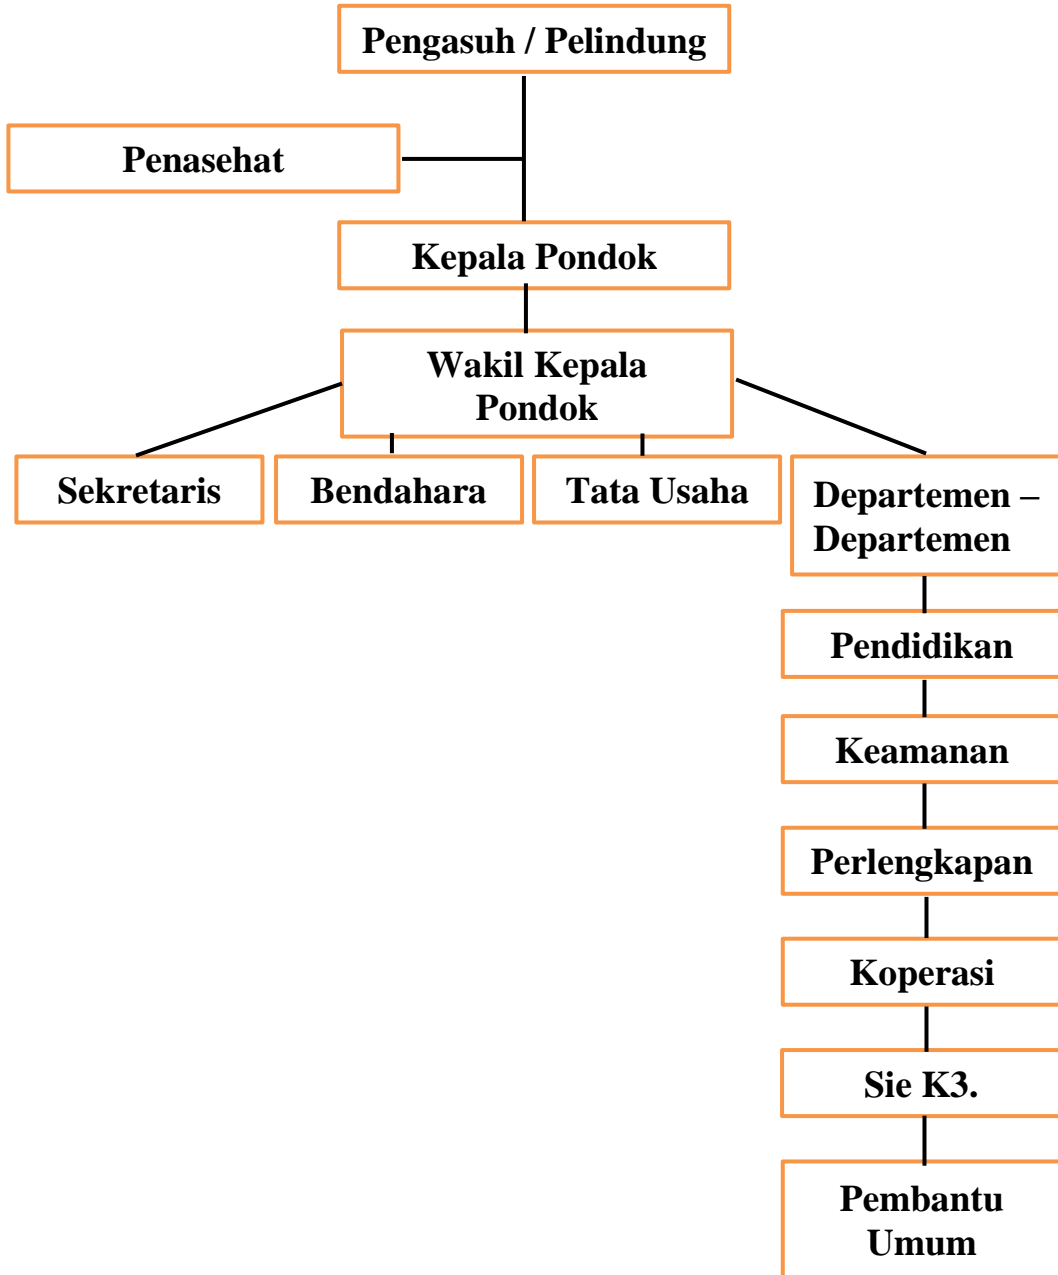 Pengasuh / Pelindung
Penasehat
Kepala Pondok
Wakil Kepala
Pondok
Sekretaris
Bendahara
Tata Usaha
Departemen –
Departemen
Pendidikan
Keamanan
Perlengkapan
Koperasi
Sie K3.
Pembantu
Umum